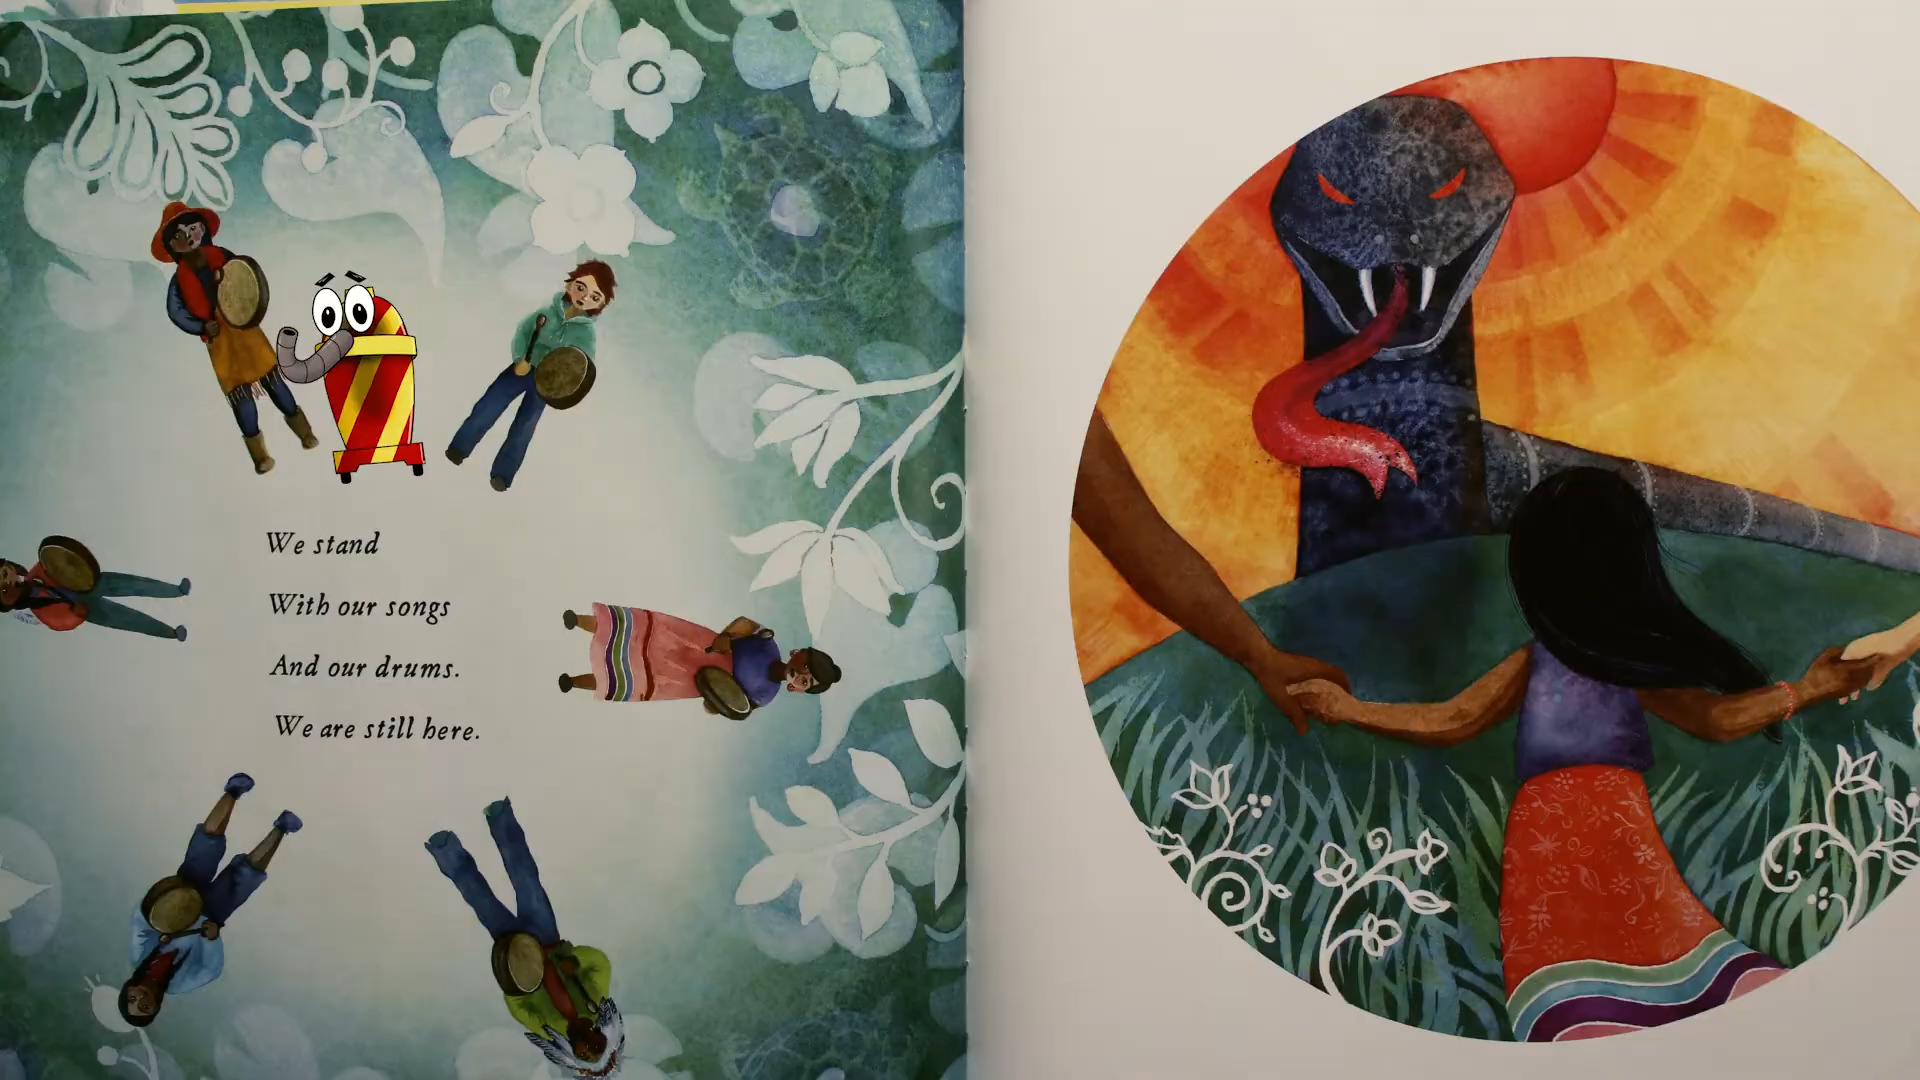 We stand
With our songs
And our drums.
We are still here.